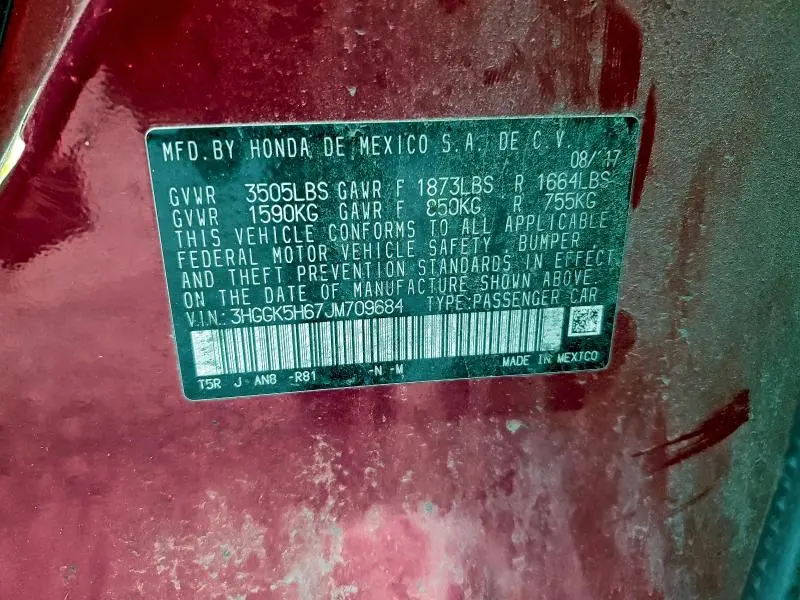 MFD.BY HONDA DE MEXICO S.A. DE C.V. 08/17
GVWR 3505LBS GAWR F 1873LBS R 1664LBS
GVWR 1590KG GAWR F 850KG R 755KG
THIS VEHICLE CONFORMS TO ALL APPLICABLE
FEDERAL MOTOR VEHICLE SAFETY, BUMPER,
AND THEFT PREVENTION STANDARDS IN EFFECT
ON THE DATE OF MANUFACTURE SHOWN ABOVE
V.I.N.: 3HGGK5H67JM709684 TYPE:PASSENGER CAR
T5R J AN8 -R81 -N -M MADE IN MEXICO